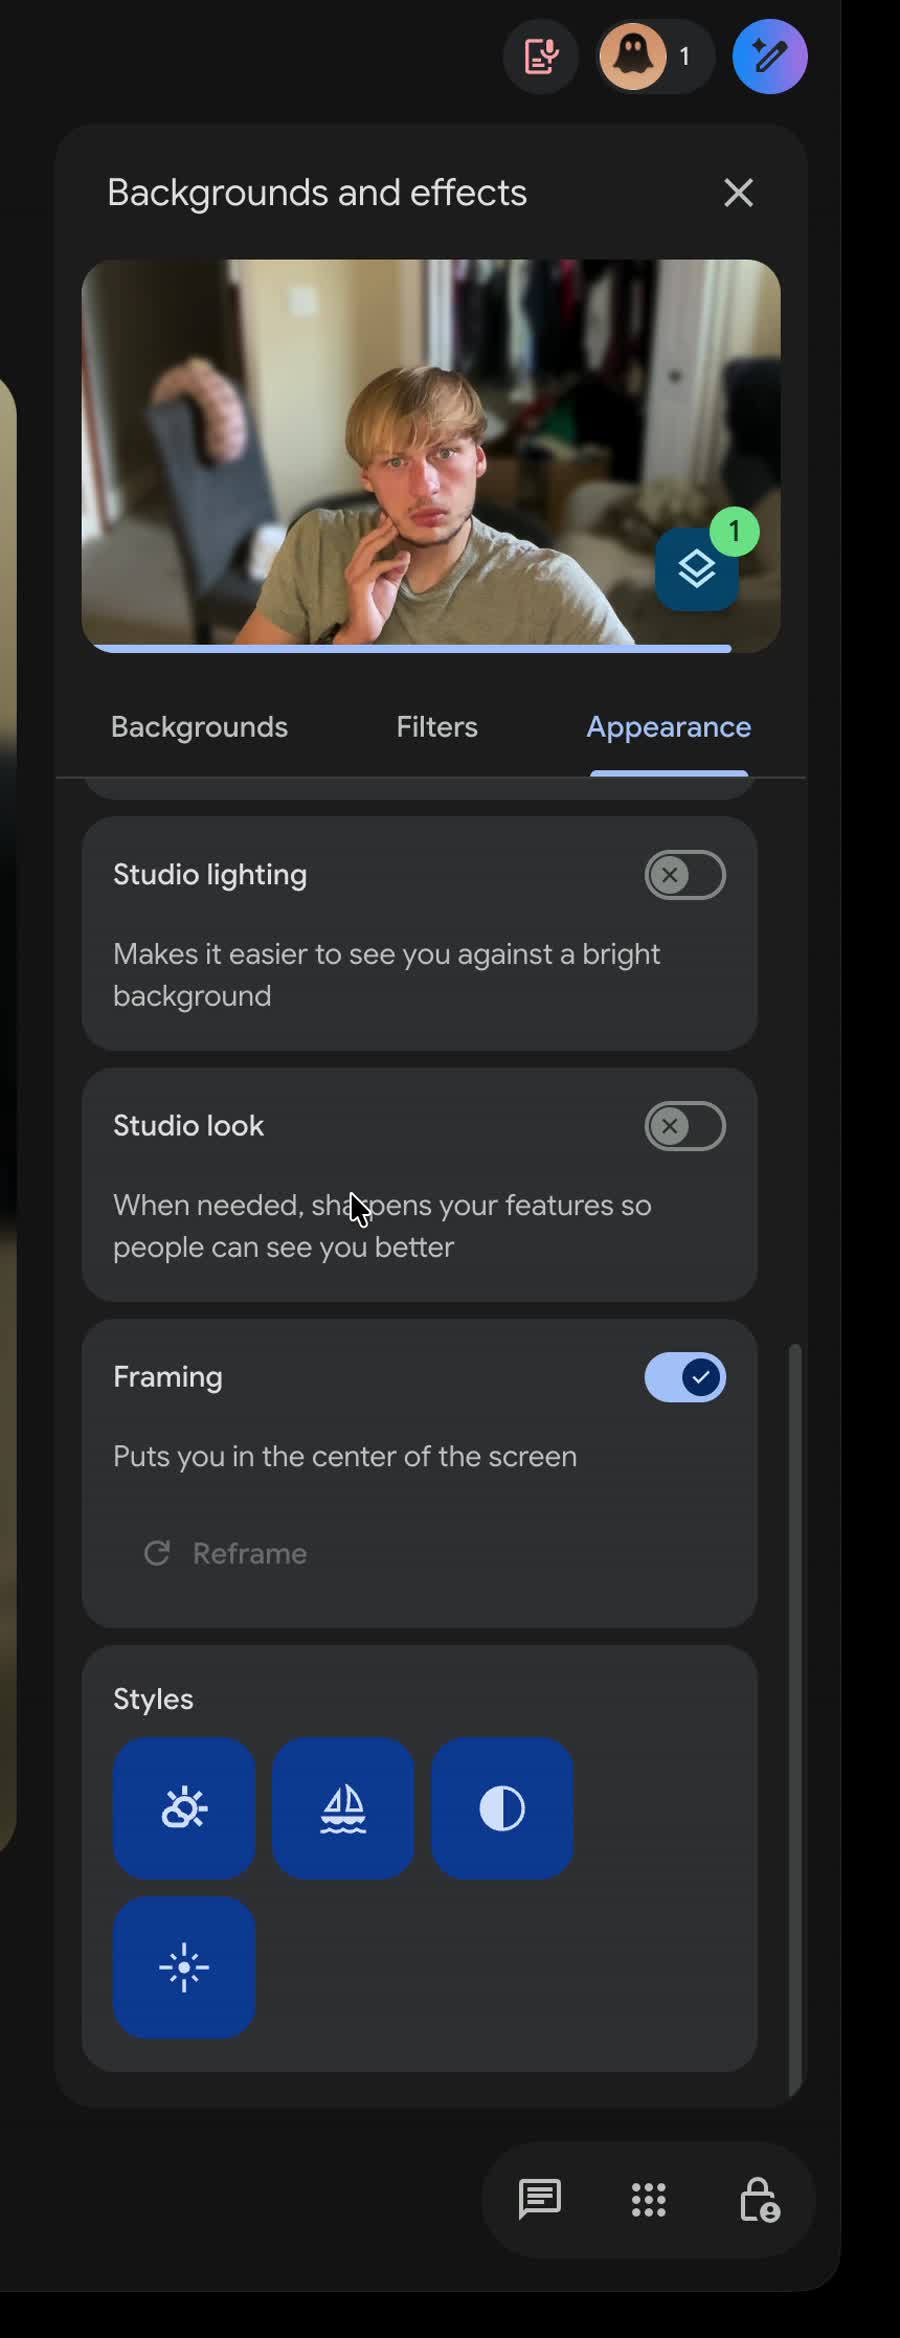 1
Backgrounds and effects
1
Backgrounds
Filters
Appearance
Studio lighting
Makes it easier to see you against a bright
background
Studio look
When needed, sharpens your features so
people can see you better
Framing
Puts you in the center of the screen
Reframe
Styles